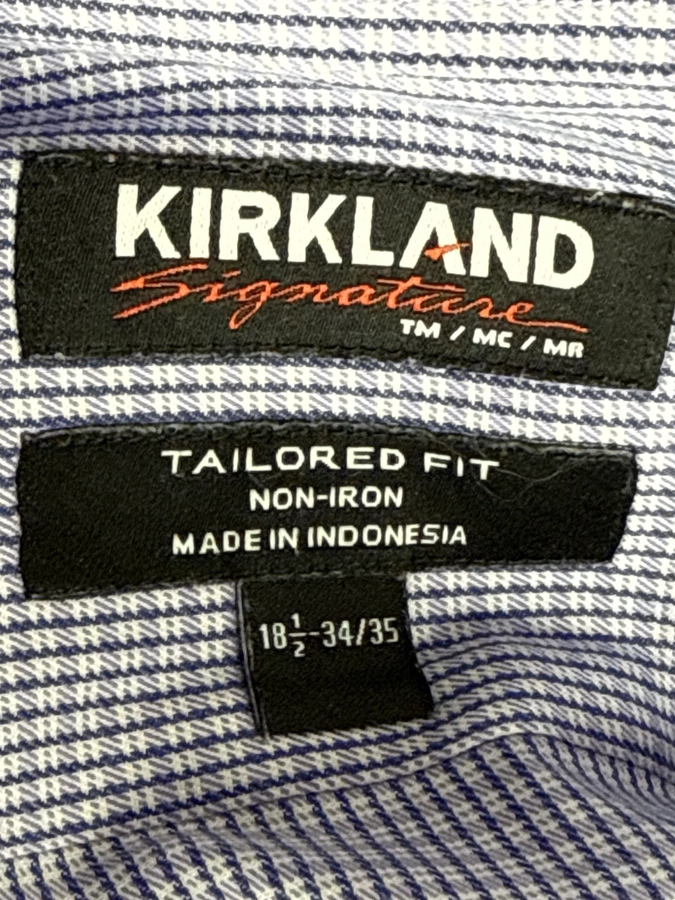 KIRKLAND
Signature
TM / MC / MR
TAILORED FIT
NON-IRON
MADE IN INDONESIA
18½-34/35